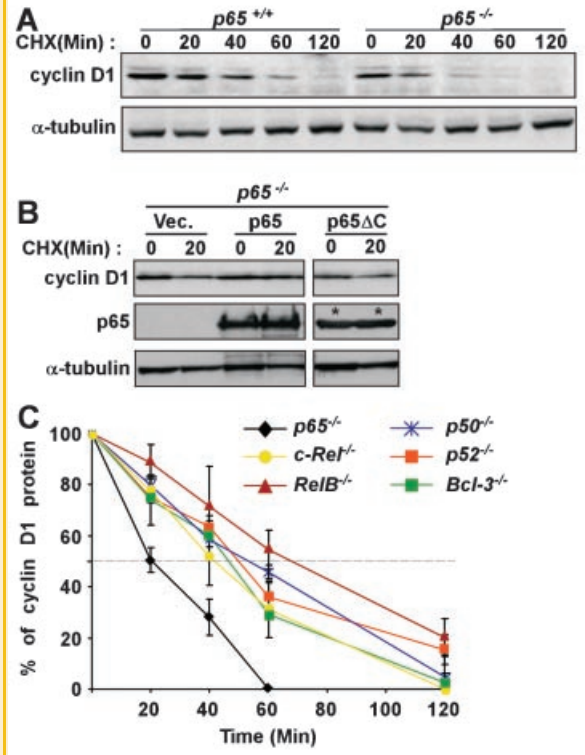 A
p65 +/+ p65 -/-
CHX(Min) : 0 20 40 60 120 0 20 40 60 120
cyclin D1
α-tubulin
p65 -/-
B
Vec. p65 p65ΔC
CHX(Min) : 0 20 0 20 0 20
cyclin D1
p65 * *
α-tubulin
C
p65-/- p50-/-
c-Rel-/- p52-/-
RelB-/- Bcl-3-/-
% of cyclin D1 protein
100
80
60
40
20
0
20 40 60 80 100 120
Time (Min)